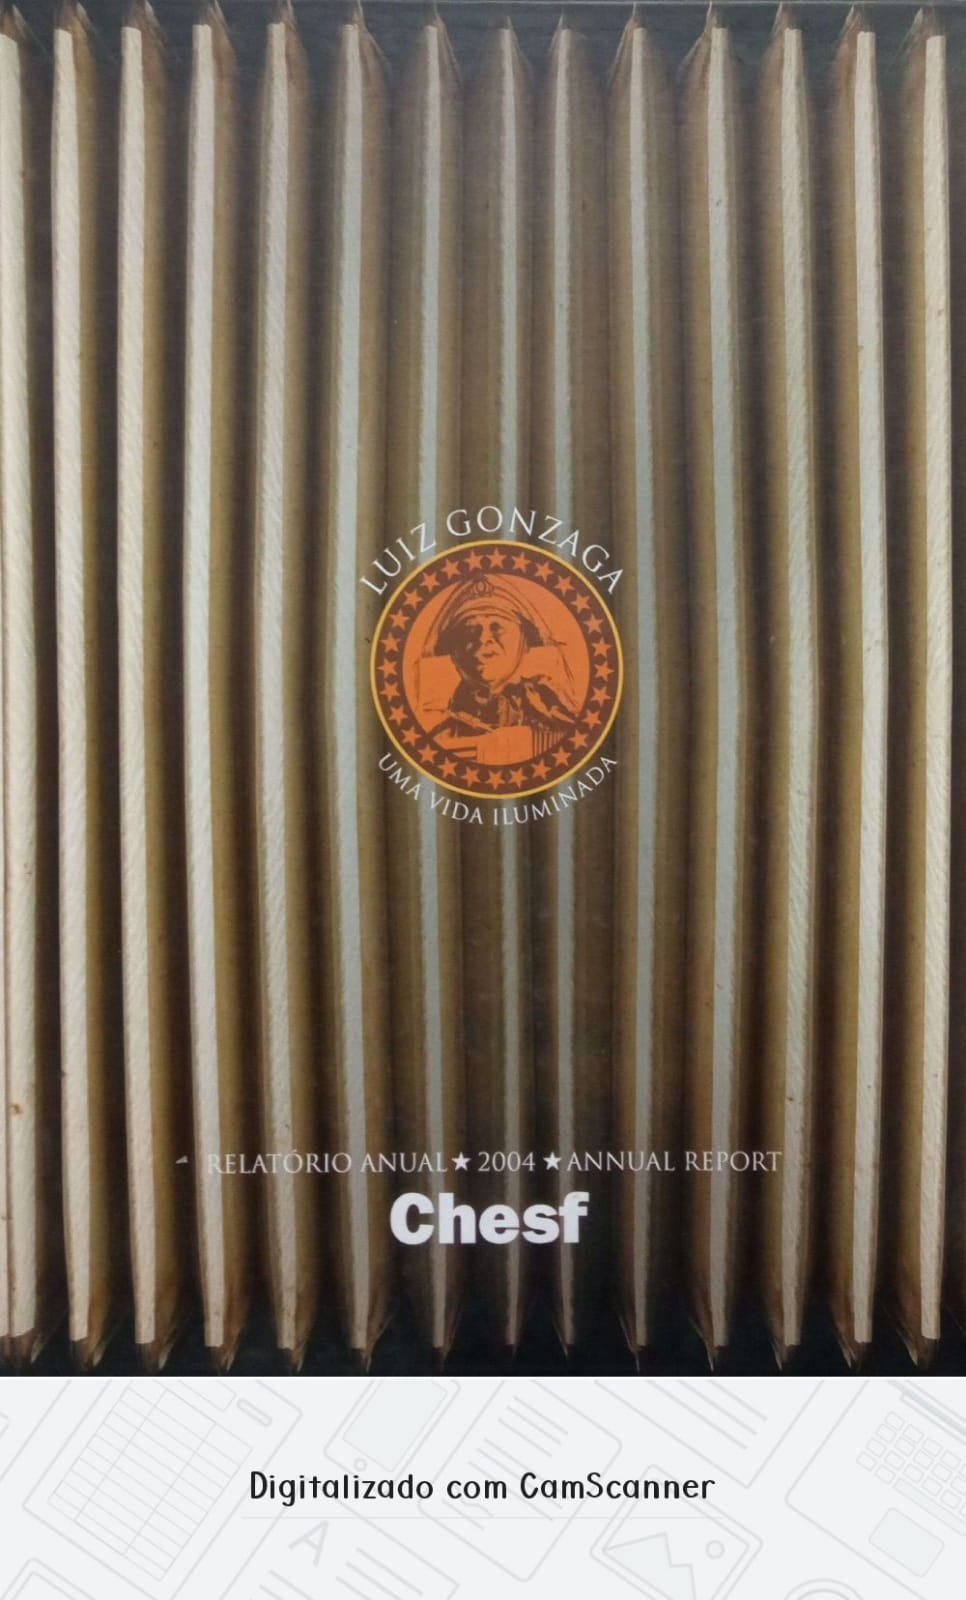 LUIZ GONZAGA
UMA VIDA ILUMINADA
RELATÓRIO ANUAL ★ 2004 ★ ANNUAL REPORT
Chesf
Digitalizado com CamScanner